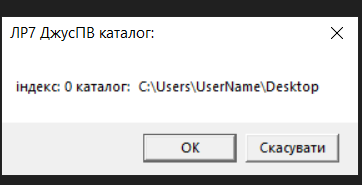 ЛР7 ДжусПВ каталог:
індекс: 0 каталог:  C:\Users\UserName\Desktop
OK
Скасувати